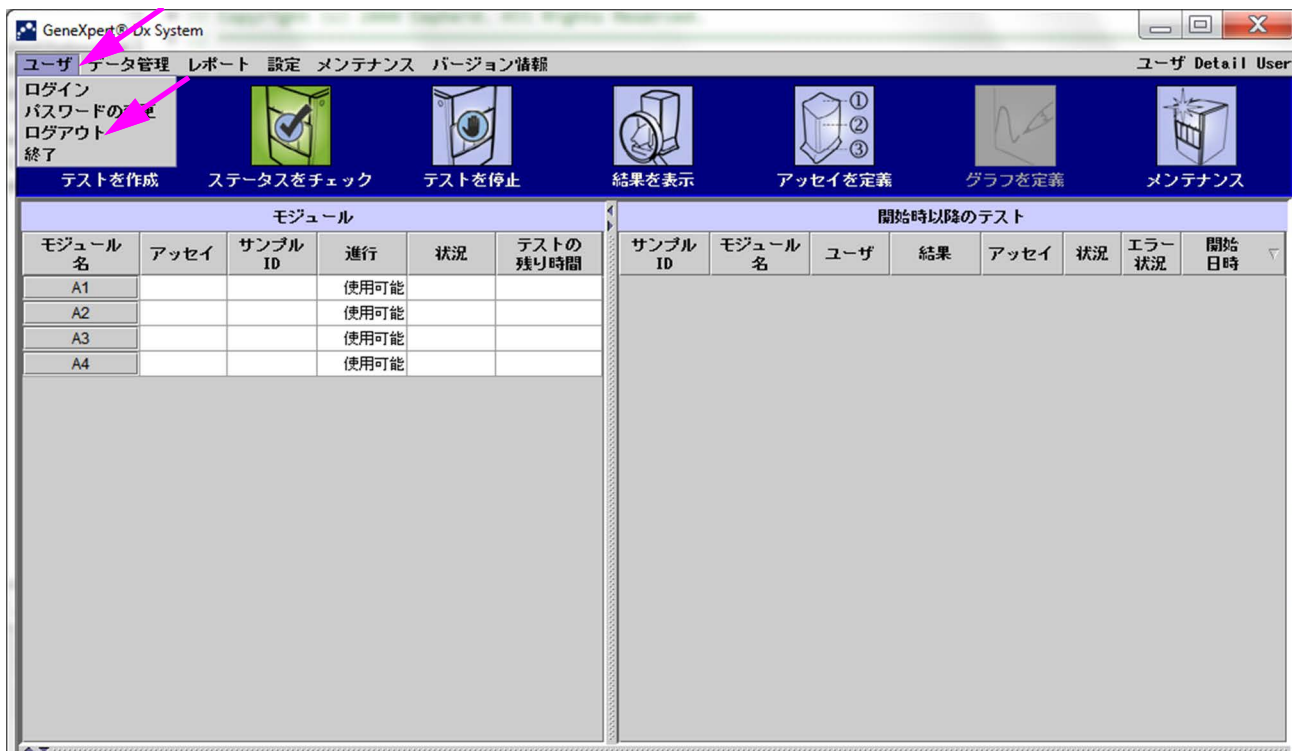 GeneXpert® Dx System
ユーザ データ管理 レポート 設定 メンテナンス バージョン情報 ユーザ Detail User
ログイン
パスワードの変更
ログアウト
終了
①
②
③
テストを作成 ステータスをチェック テストを停止 結果を表示 アッセイを定義 グラフを定義 メンテナンス
モジュール 開始時以降のテスト
モジュール名 アッセイ サンプルID 進行 状況 テストの残り時間 サンプルID モジュール名 ユーザ 結果 アッセイ 状況 エラー状況 開始日時
A1 使用可能
A2 使用可能
A3 使用可能
A4 使用可能